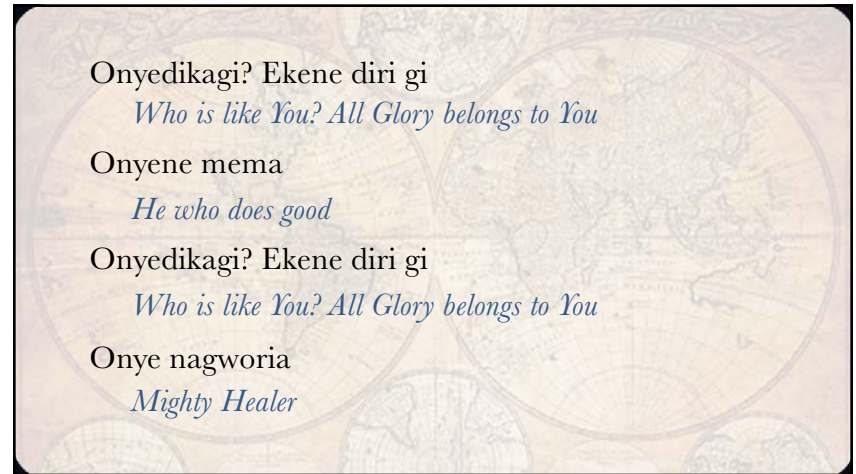 Onyedikagi? Ekene diri gi
Who is like You? All Glory belongs to You
Onyene mema
He who does good
Onyedikagi? Ekene diri gi
Who is like You? All Glory belongs to You
Onye nagworia
Mighty Healer